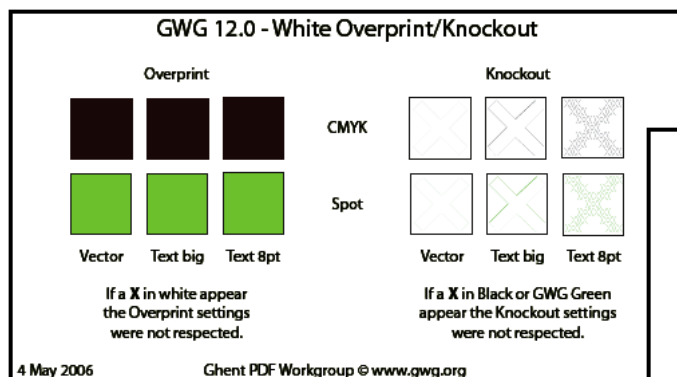 GWG 12.0 - White Overprint/Knockout
Overprint
Knockout
CMYK
Spot
Vector Text big Text 8pt
Vector Text big Text 8pt
If a X in white appear
the Overprint settings
were not respected.
If a X in Black or GWG Green
appear the Knockout settings
were not respected.
4 May 2006
Ghent PDF Workgroup © www.gwg.org